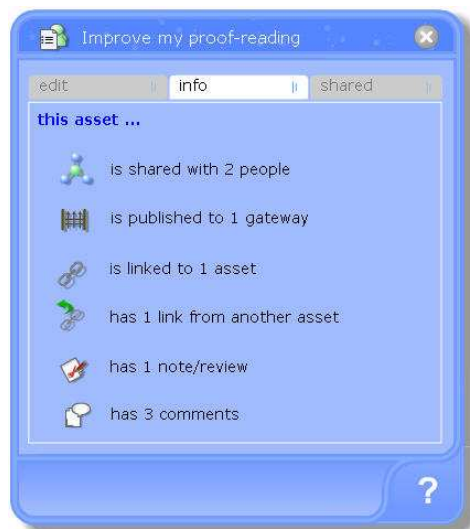 Improve my proof-reading
edit info shared
this asset ...
is shared with 2 people
is published to 1 gateway
is linked to 1 asset
has 1 link from another asset
has 1 note/review
has 3 comments
?